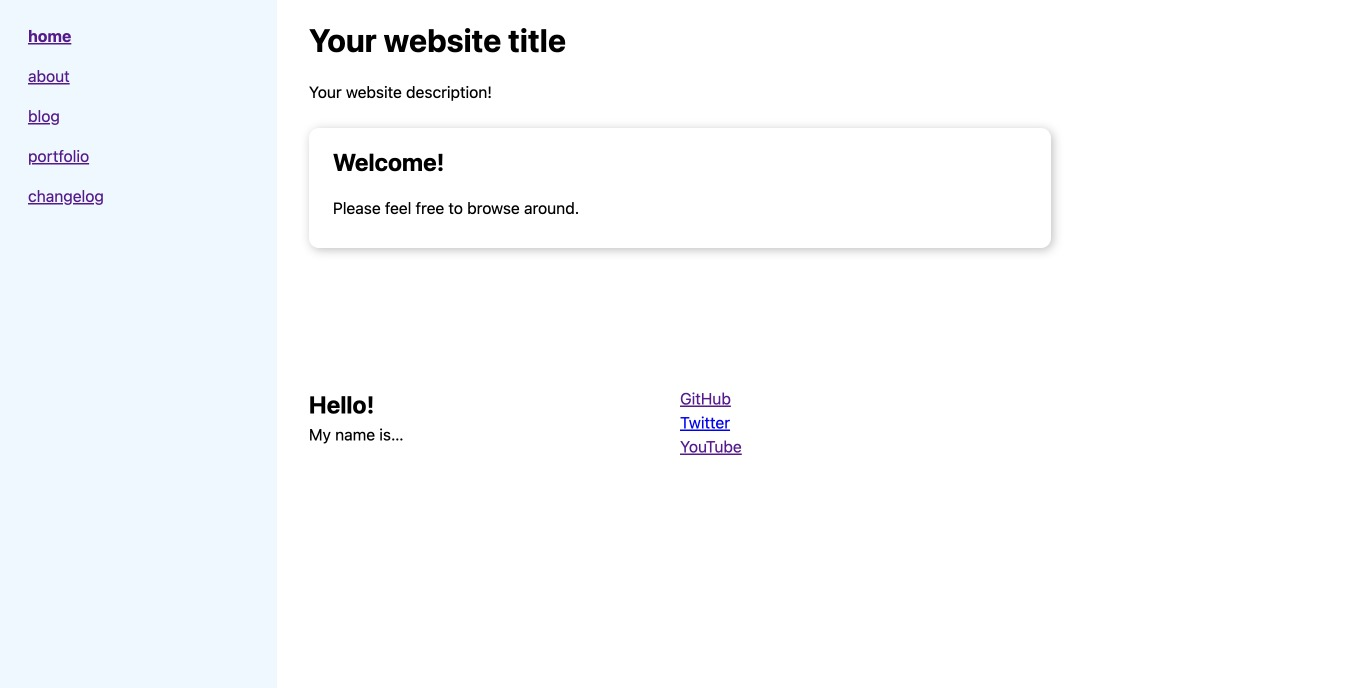 home
about
blog
portfolio
changelog
Your website title
Your website description!
Welcome!
Please feel free to browse around.
Hello!
My name is...
GitHub
Twitter
YouTube